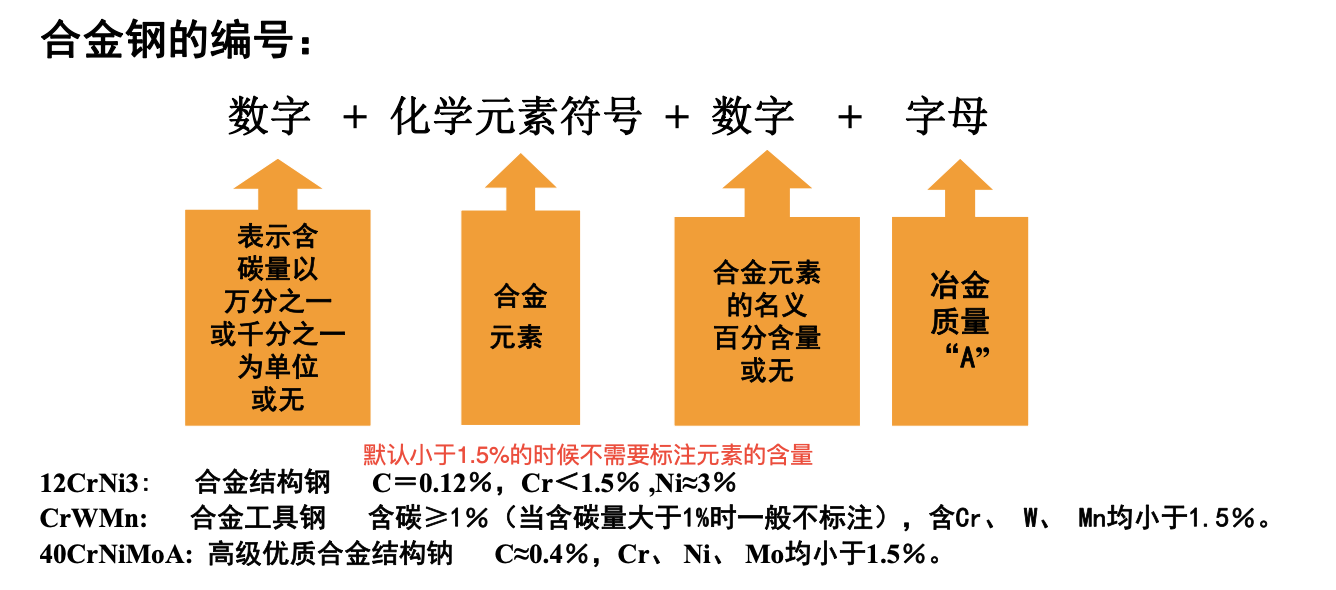 合金钢的编号：
数字 + 化学元素符号 + 数字 + 字母
表示含
碳量以
万分之一
或千分之一
为单位
或无
合金
元素
合金元素
的名义
百分含量
或无
冶金
质量
“A”
默认小于1.5%的时候不需要标注元素的含量
12CrNi3： 合金结构钢 C＝0.12%，Cr＜1.5% ,Ni≈3%
CrWMn: 合金工具钢 含碳≥1%（当含碳量大于1%时一般不标注），含Cr、 W、 Mn均小于1.5%。
40CrNiMoA: 高级优质合金结构钠 C≈0.4%，Cr、 Ni、 Mo均小于1.5%。